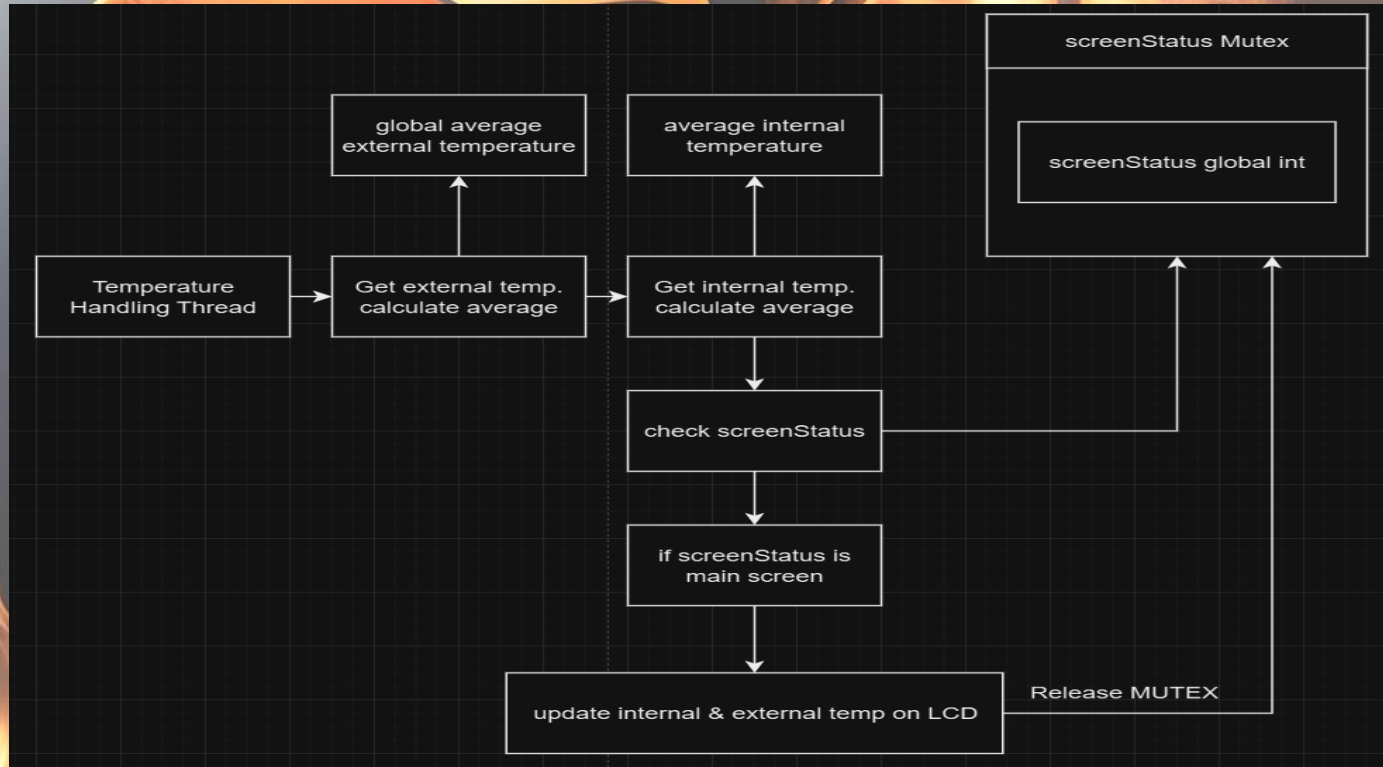 screenStatus Mutex
global average
external temperature
average internal
temperature
screenStatus global int
Temperature
Handling Thread
Get external temp.
calculate average
Get internal temp.
calculate average
check screenStatus
if screenStatus is
main screen
update internal & external temp on LCD
Release MUTEX